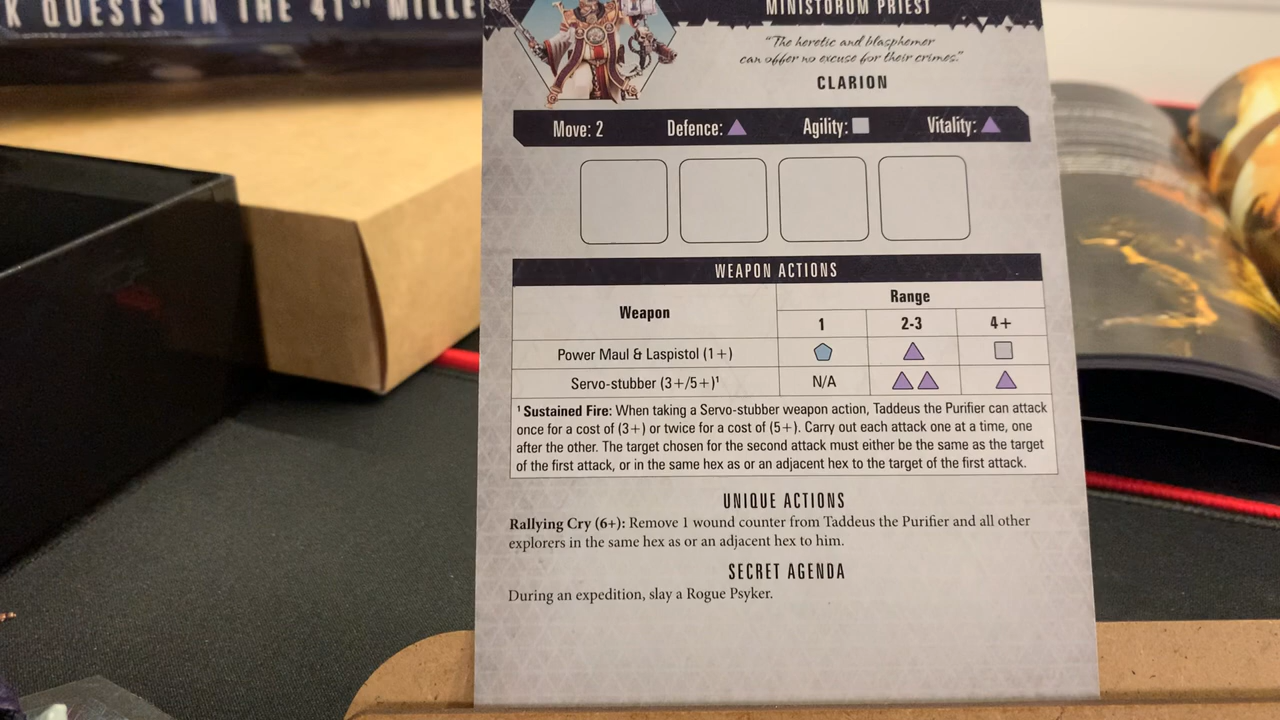 K QUESTS IN THE 41ST MILLE
MINISTORUM PRIEST
"The heretic and blasphemer
can offer no excuse for their crimes."
CLARION
Move: 2 Defence: Agility: Vitality:
WEAPON ACTIONS
Weapon Range
1 2-3 4+
Power Maul & Laspistol (1+)
Servo-stubber (3+/5+)¹ N/A
¹ Sustained Fire: When taking a Servo-stubber weapon action, Taddeus the Purifier can attack
once for a cost of (3+) or twice for a cost of (5+). Carry out each attack one at a time, one
after the other. The target chosen for the second attack must either be the same as the target
of the first attack, or in the same hex as or an adjacent hex to the target of the first attack.
UNIQUE ACTIONS
Rallying Cry (6+): Remove 1 wound counter from Taddeus the Purifier and all other
explorers in the same hex as or an adjacent hex to him.
SECRET AGENDA
During an expedition, slay a Rogue Psyker.